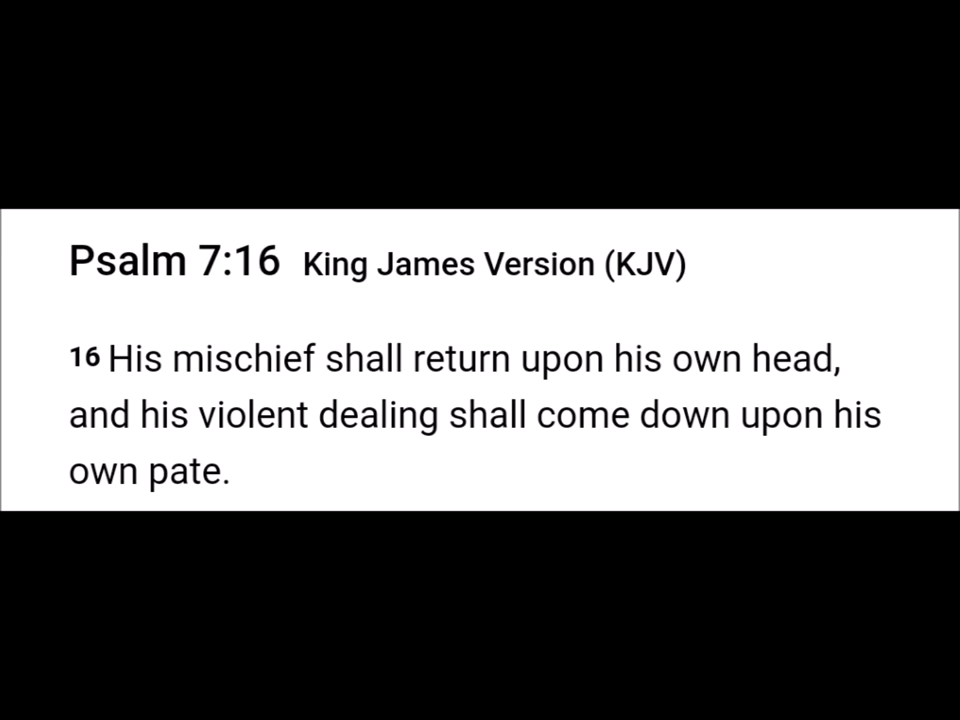 Psalm 7:16 King James Version (KJV)
16 His mischief shall return upon his own head,
and his violent dealing shall come down upon his
own pate.